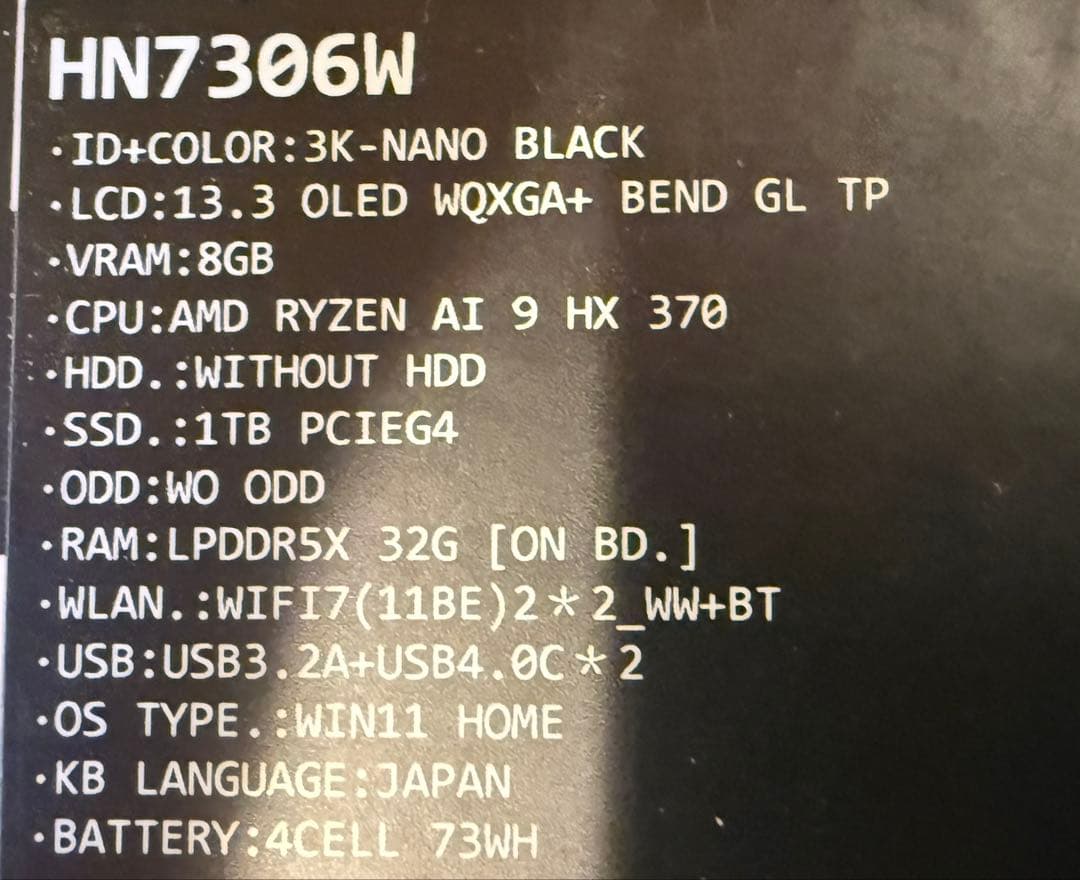 HN7306W
·ID+COLOR:3K-NANO BLACK
·LCD:13.3 OLED WQXGA+ BEND GL TP
·VRAM:8GB
·CPU:AMD RYZEN AI 9 HX 370
·HDD.:WITHOUT HDD
·SSD.:1TB PCIEG4
·ODD:WO ODD
·RAM:LPDDR5X 32G [ON BD.]
·WLAN.:WIFI7(11BE)2*2_WW+BT
·USB:USB3.2A+USB4.0C*2
·OS TYPE.:WIN11 HOME
·KB LANGUAGE:JAPAN
·BATTERY:4CELL 73WH